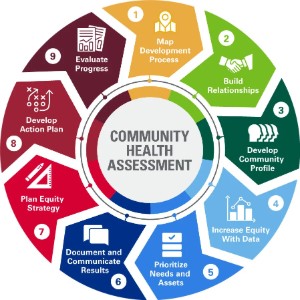 COMMUNITY
HEALTH
ASSESSMENT
1
Map
Development
Process
2
Build
Relationships
3
Develop
Community
Profile
4
Increase Equity
With Data
5
Prioritize
Needs and
Assets
6
Document and
Communicate
Results
7
Plan Equity
Strategy
8
Develop
Action Plan
9
Evaluate
Progress